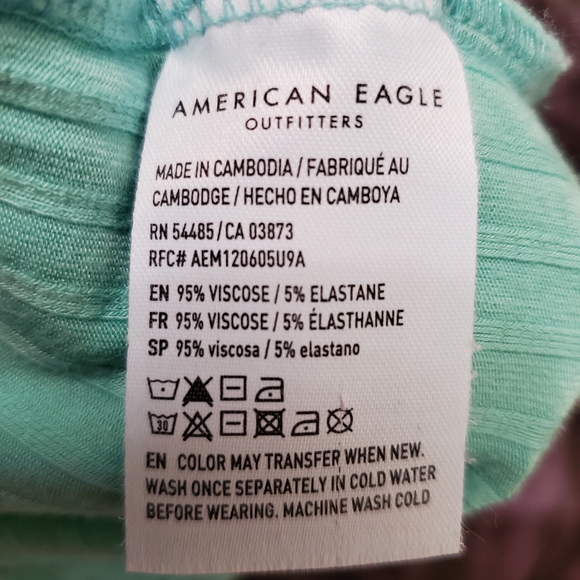 AMERICAN EAGLE
OUTFITTERS
MADE IN CAMBODIA / FABRIQUÉ AU
CAMBODGE / HECHO EN CAMBOYA
RN 54485 / CA 03873
RFC# AEM120605U9A
EN 95% VISCOSE / 5% ELASTANE
FR 95% VISCOSE / 5% ÉLASTHANNE
SP 95% viscosa / 5% elastano
30
EN COLOR MAY TRANSFER WHEN NEW.
WASH ONCE SEPARATELY IN COLD WATER
BEFORE WEARING. MACHINE WASH COLD